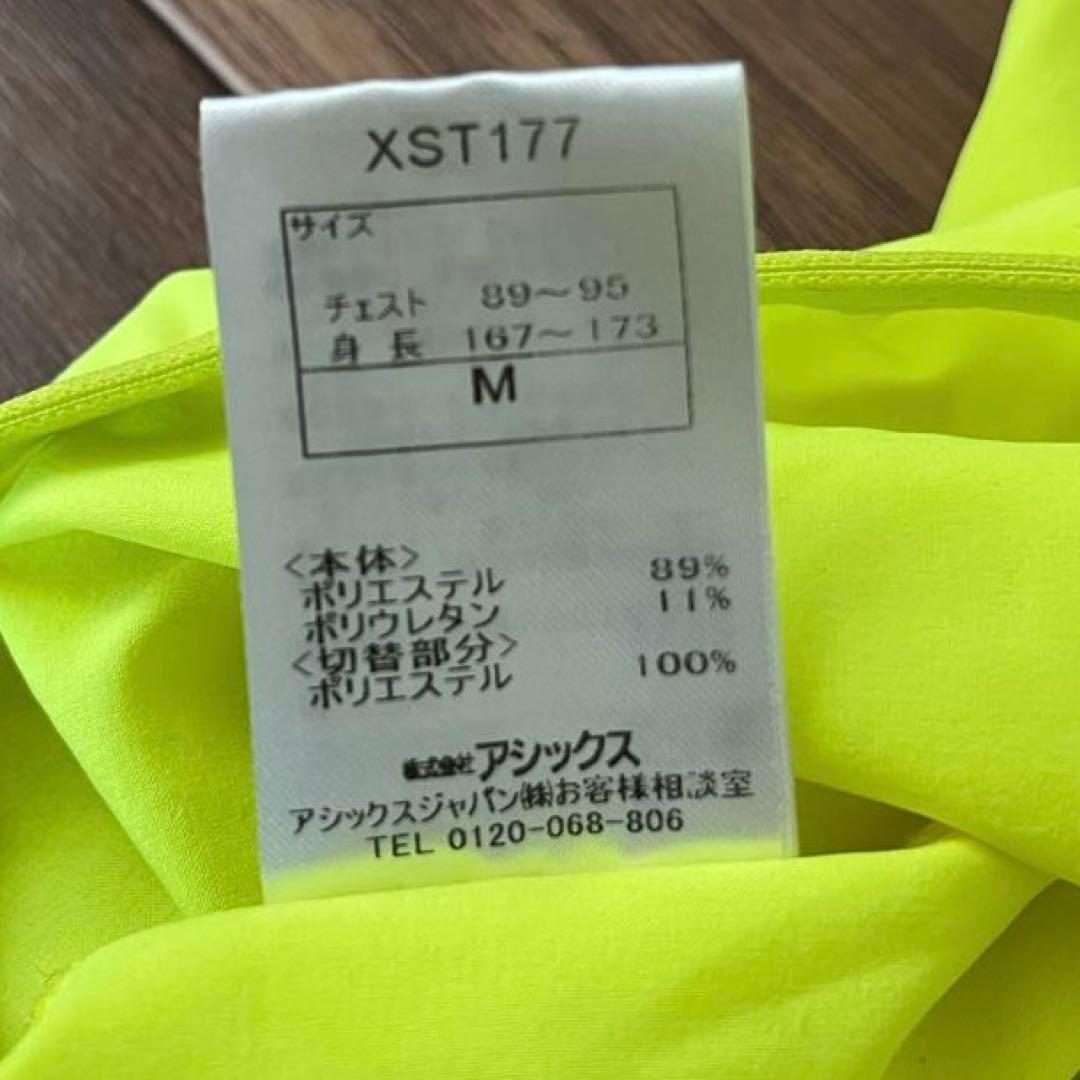 XST177
サイズ
チェスト 89～95
身長 167～173
M
<本体>
ポリエステル 89%
ポリウレタン 11%
<切替部分>
ポリエステル 100%
株式会社アシックス
アシックスジャパン㈱お客様相談室
TEL 0120-068-806